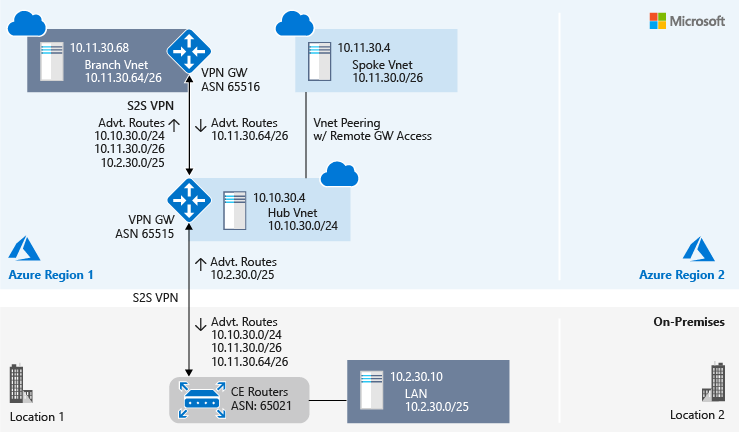 Microsoft
10.11.30.68
Branch Vnet
10.11.30.64/26
VPN GW
ASN 65516
10.11.30.4
Spoke Vnet
10.11.30.0/26
S2S VPN
Advt. Routes
10.10.30.0/24
10.11.30.0/26
10.2.30.0/25
Advt. Routes
10.11.30.64/26
Vnet Peering
w/ Remote GW Access
VPN GW
ASN 65515
10.10.30.4
Hub Vnet
10.10.30.0/24
Azure Region 1
Advt. Routes
10.2.30.0/25
Azure Region 2
S2S VPN
Advt. Routes
10.10.30.0/24
10.11.30.0/26
10.11.30.64/26
On-Premises
CE Routers
ASN: 65021
10.2.30.10
LAN
10.2.30.0/25
Location 1
Location 2